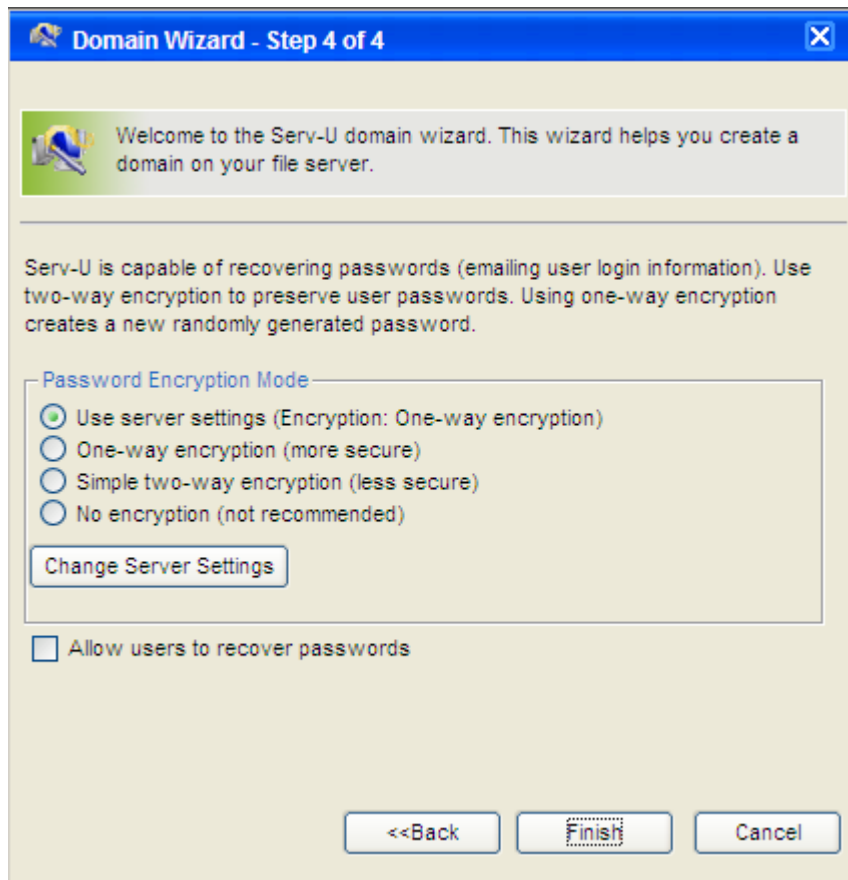 Domain Wizard - Step 4 of 4
Welcome to the Serv-U domain wizard. This wizard helps you create a
domain on your file server.
Serv-U is capable of recovering passwords (emailing user login information). Use
two-way encryption to preserve user passwords. Using one-way encryption
creates a new randomly generated password.
Password Encryption Mode
Use server settings (Encryption: One-way encryption)
One-way encryption (more secure)
Simple two-way encryption (less secure)
No encryption (not recommended)
Change Server Settings
Allow users to recover passwords
<<Back Finish Cancel